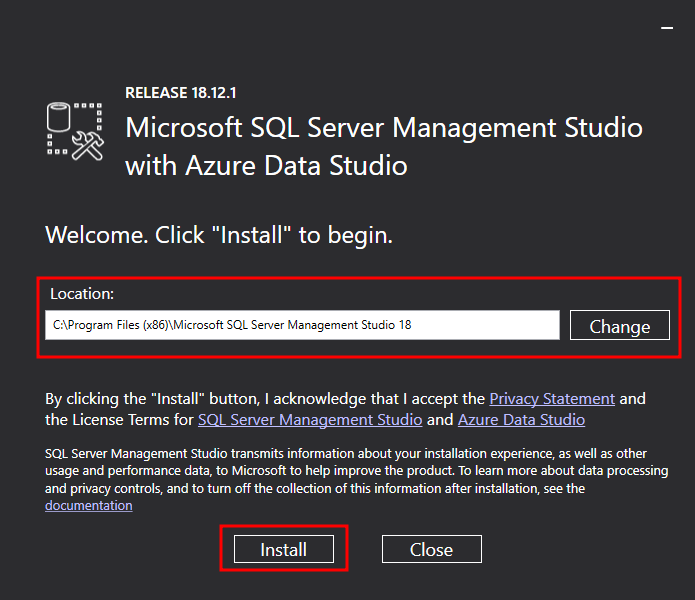 RELEASE 18.12.1
Microsoft SQL Server Management Studio
with Azure Data Studio
Welcome. Click "Install" to begin.
Location:
C:\Program Files (x86)\Microsoft SQL Server Management Studio 18
Change
By clicking the "Install" button, I acknowledge that I accept the Privacy Statement and
the License Terms for SQL Server Management Studio and Azure Data Studio
SQL Server Management Studio transmits information about your installation experience, as well as other
usage and performance data, to Microsoft to help improve the product. To learn more about data processing
and privacy controls, and to turn off the collection of this information after installation, see the
documentation
Install
Close